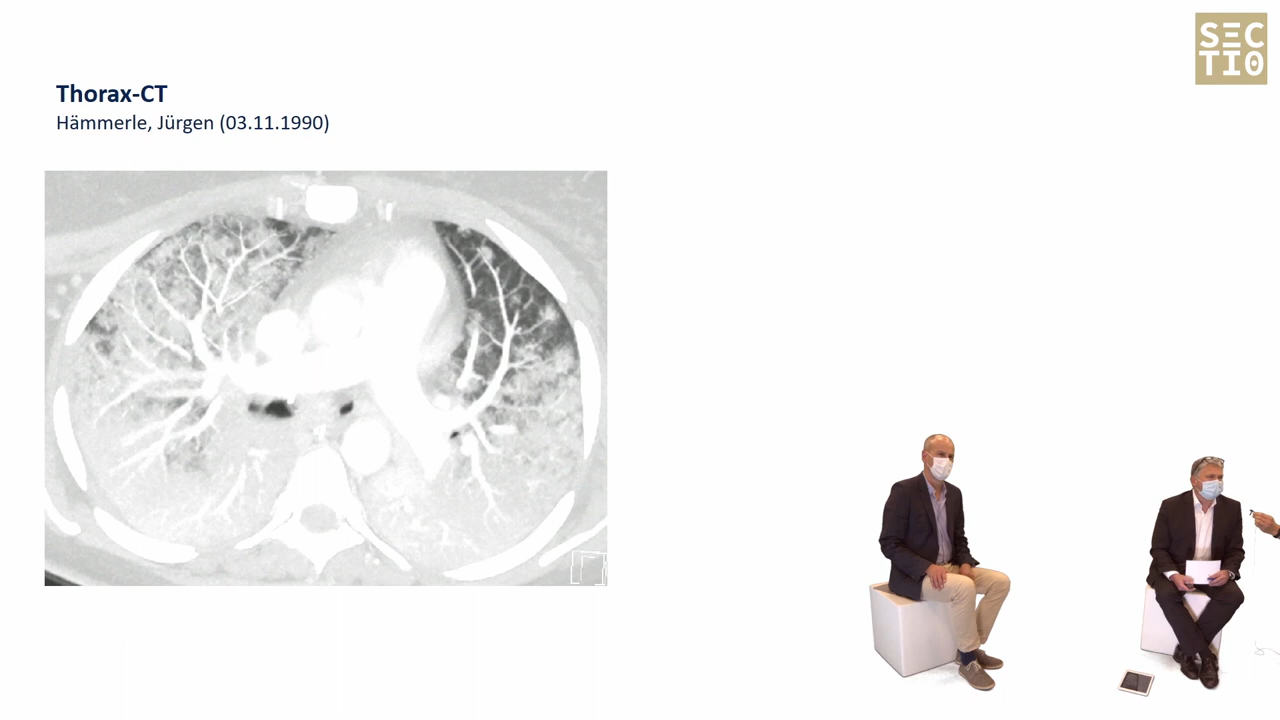 SEC
TIO
Thorax-CT
Hämmerle, Jürgen (03.11.1990)